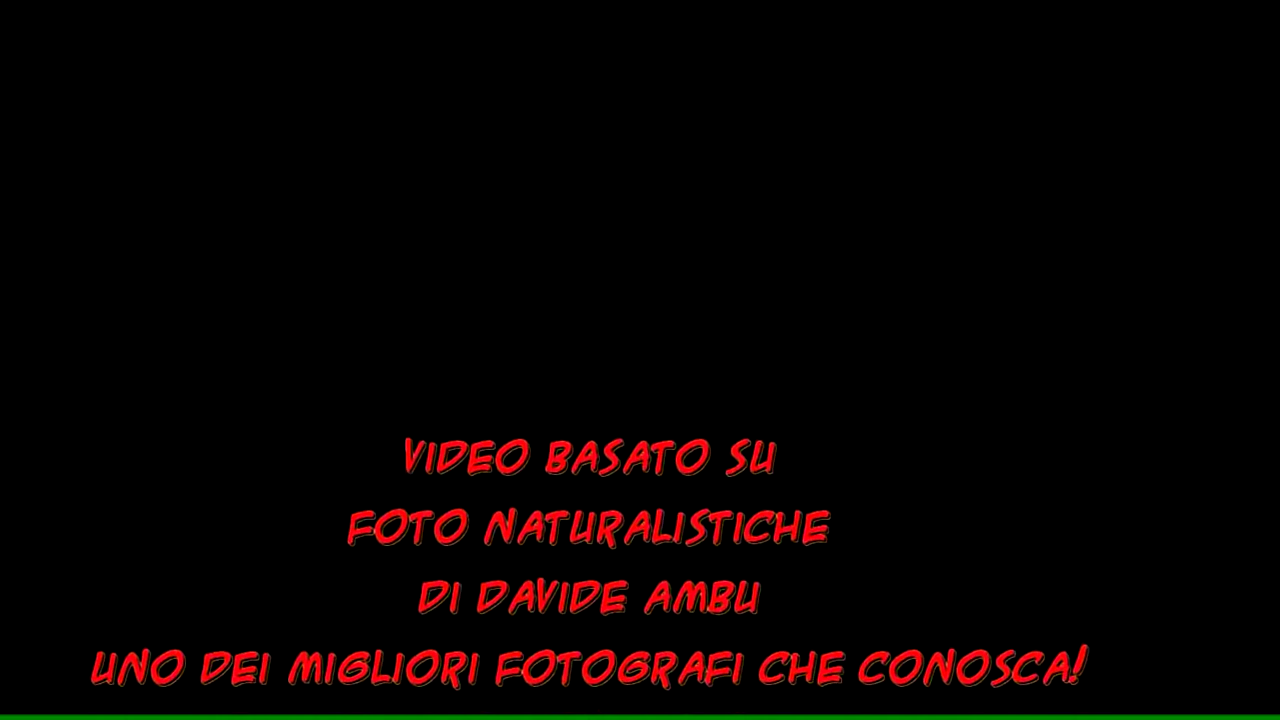 VIDEO BASATO SU
FOTO NATURALISTICHE
DI DAVIDE AMBU
UNO DEI MIGLIORI FOTOGRAFI CHE CONOSCA!